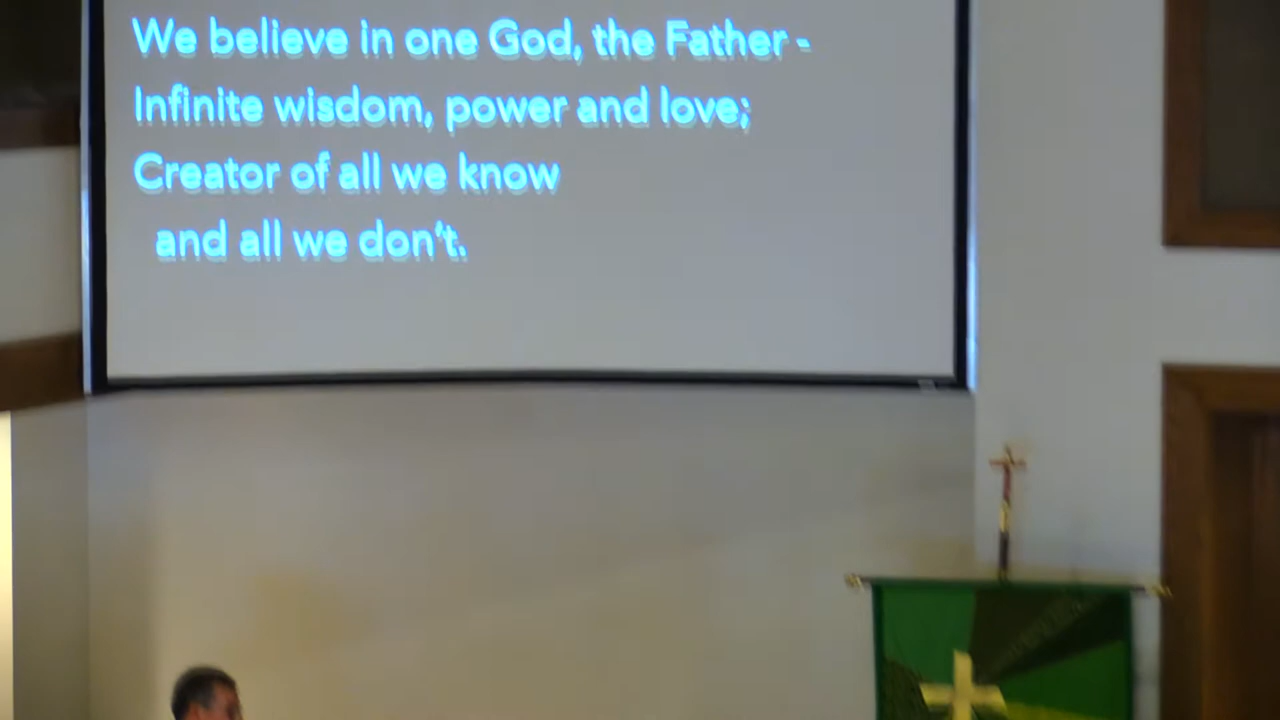 We believe in one God, the Father -
Infinite wisdom, power and love;
Creator of all we know
and all we don't.